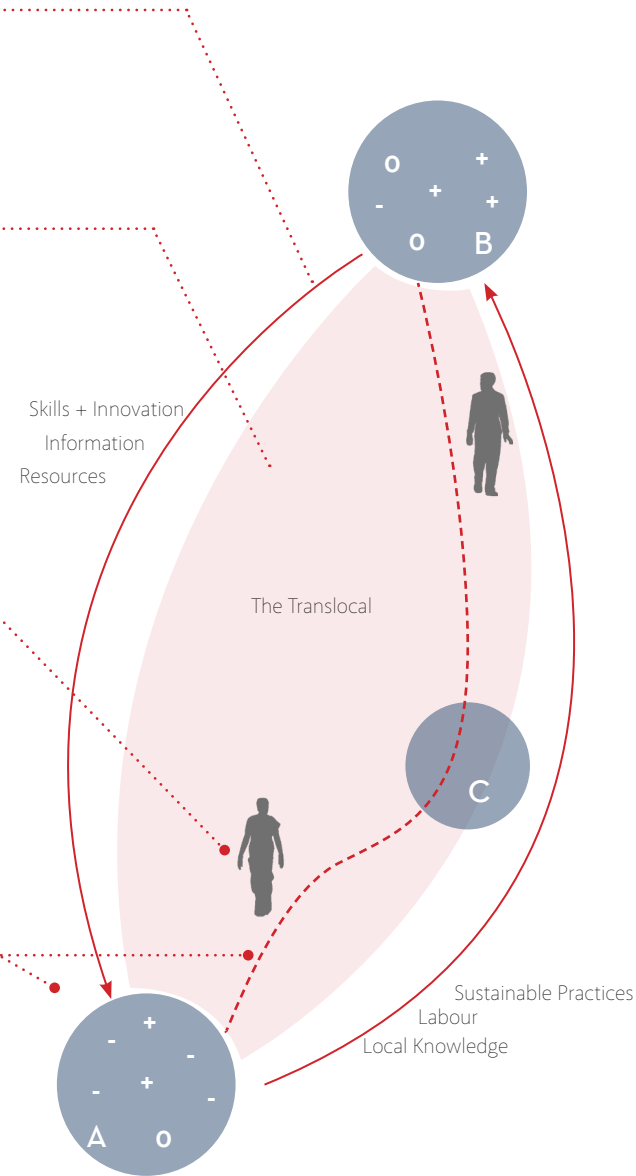 o +
+
- +
o B
Skills + Innovation
Information
Resources
The Translocal
C
Sustainable Practices
Labour
Local Knowledge
+
-
-
+
- -
A o